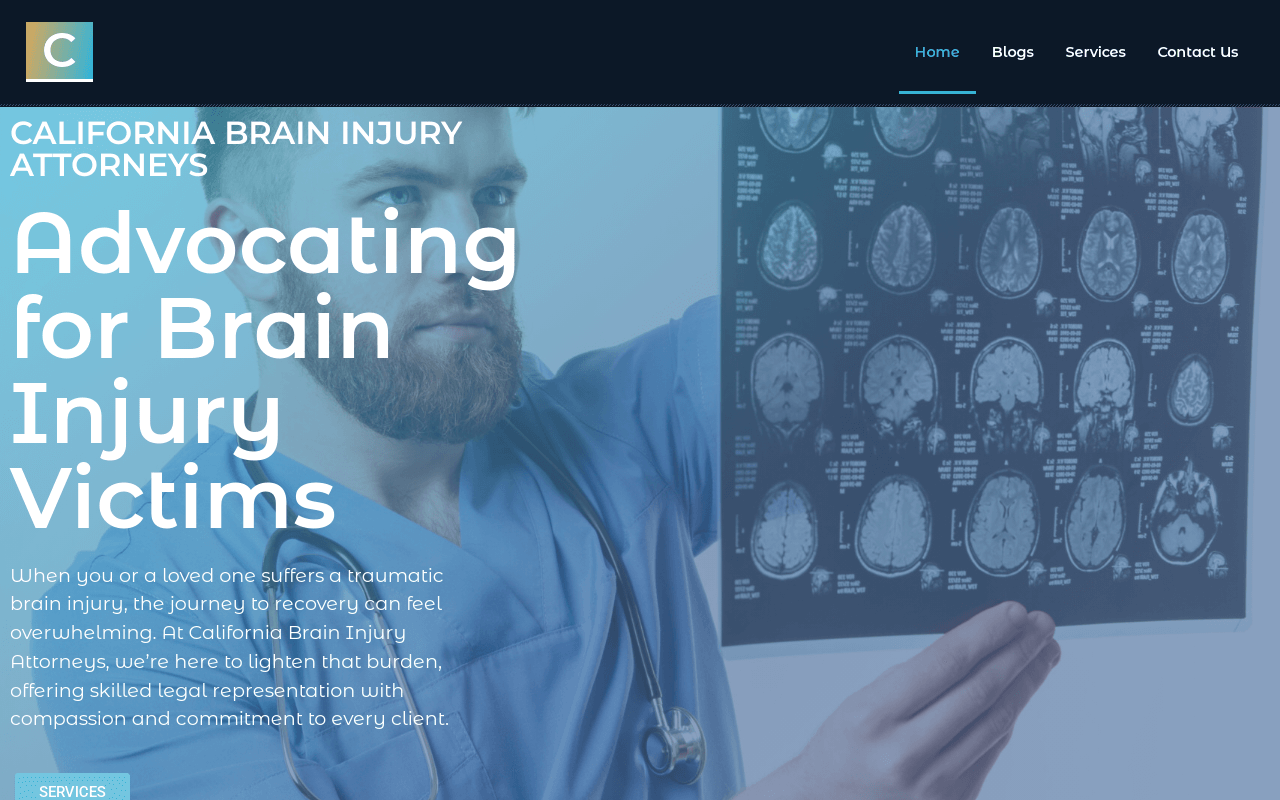 C
Home Blogs Services Contact Us
CALIFORNIA BRAIN INJURY
ATTORNEYS
Advocating
for Brain
Injury
Victims
When you or a loved one suffers a traumatic
brain injury, the journey to recovery can feel
overwhelming. At California Brain Injury
Attorneys, we’re here to lighten that burden,
offering skilled legal representation with
compassion and commitment to every client.
SERVICES